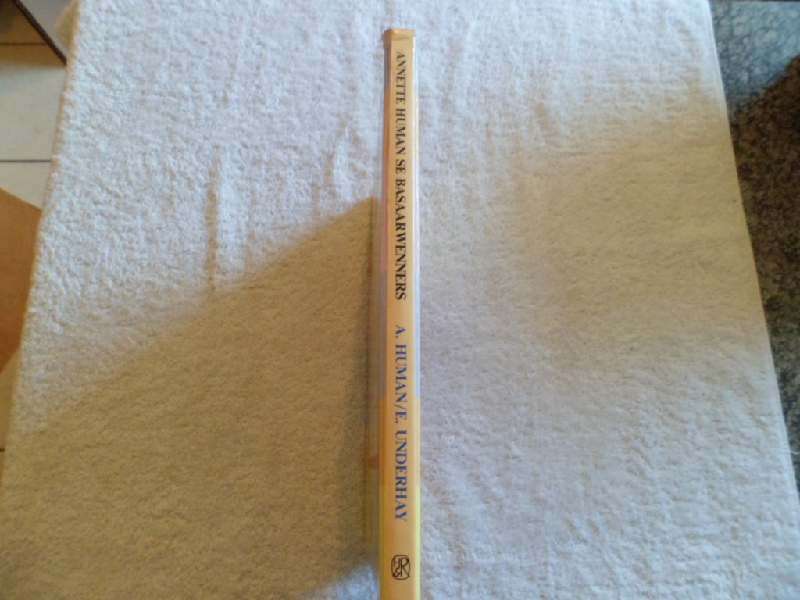 ANNETTE HUMAN SE BASAARWENNERS
A. HUMAN/E. UNDERHAY